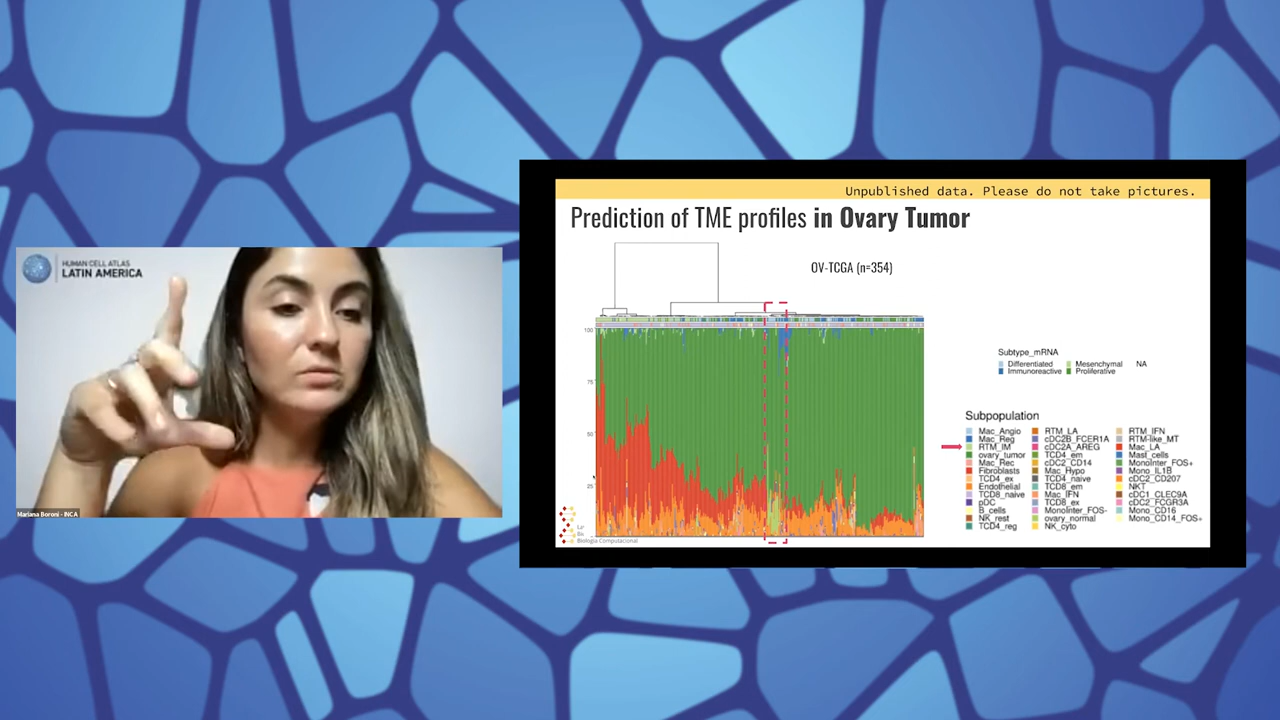 HUMAN CELL ATLAS
LATIN AMERICA
Mariana Boroni - INCA
Unpublished data. Please do not take pictures.
Prediction of TME profiles in Ovary Tumor
OV-TCGA (n=354)
100
75
50
25
Biologia Computacional
Subtype_mRNA
Differentiated Mesenchymal NA
Immunoreactive Proliferative
Subpopulation
Mac_Angio RTM_LA RTM_IFN
Mac_Reg cDC2B_FCER1A RTM-like_MT
RTM_IM cDC2A_AREG Mac_LA
ovary_tumor TCD4_em Mast_cells
Mac_Rec cDC2_CD14 MonoInter_FOS+
Fibroblasts Mac_Hypo Mono_IL1B
TCD4_ex TCD4_naive cDC2_CD207
Endothelial TCD8_em NKT
TCD8_naive Mac_IFN cDC1_CLEC9A
pDC TCD8_ex cDC2_FCGR3A
B_cells MonoInter_FOS- Mono_CD16
NK_rest ovary_normal Mono_CD14_FOS+
TCD4_reg NK_cyto